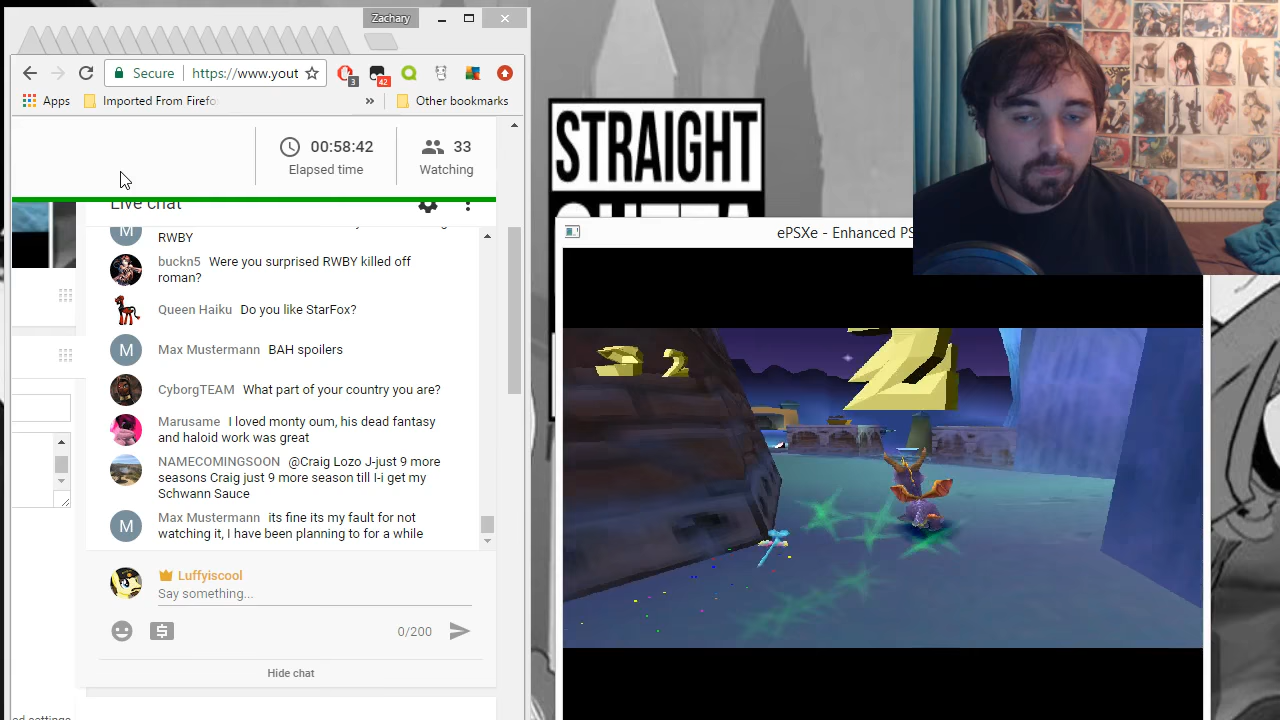 Zachary
Secure https://www.yout
3
42
Apps Imported From Firefo » Other bookmarks
00:58:42
Elapsed time
33
Watching
Live chat
RWBY
buckn5 Were you surprised RWBY killed off
roman?
Queen Haiku Do you like StarFox?
M Max Mustermann BAH spoilers
CyborgTEAM What part of your country you are?
Marusame I loved monty oum, his dead fantasy
and haloid work was great
NAMECOMINGSOON @Craig Lozo J-just 9 more
seasons Craig just 9 more season till I-i get my
Schwann Sauce
M Max Mustermann its fine its my fault for not
watching it, I have been planning to for a while
Luffyiscool
Say something...
0/200
Hide chat
STRAIGHT
ePSXe - Enhanced PS
2
2